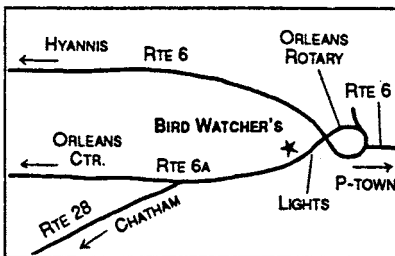 HYANNIS
RTE 6
ORLEANS
ROTARY
RTE 6
ORLEANS
CTR.
BIRD WATCHER'S
RTE 6A
P-TOWN
LIGHTS
RTE 28
CHATHAM